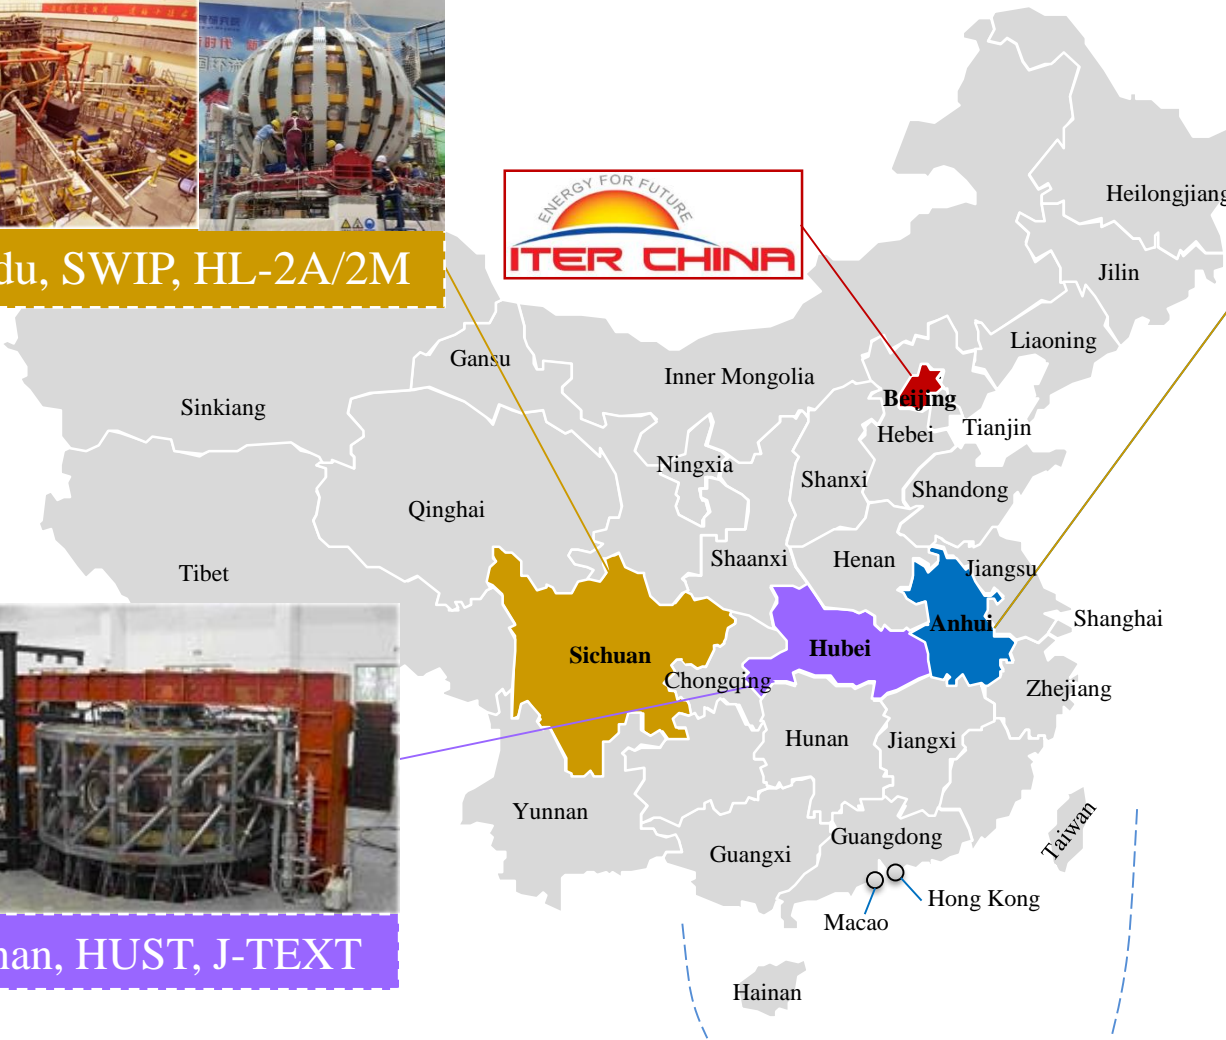 时代
ENERGY FOR FUTURE
ITER CHINA
du, SWIP, HL-2A/2M
Heilongjiang
Jilin
Liaoning
Gansu
Inner Mongolia
Sinkiang
Beijing
Hebei
Tianjin
Ningxia
Shanxi
Shandong
Qinghai
Shaanxi
Henan
Jiangsu
Tibet
Shanghai
Anhui
Hubei
Sichuan
Chongqing
Zhejiang
Hunan
Jiangxi
Yunnan
Taiwan
Guangdong
Guangxi
Hong Kong
Macao
han, HUST, J-TEXT
Hainan